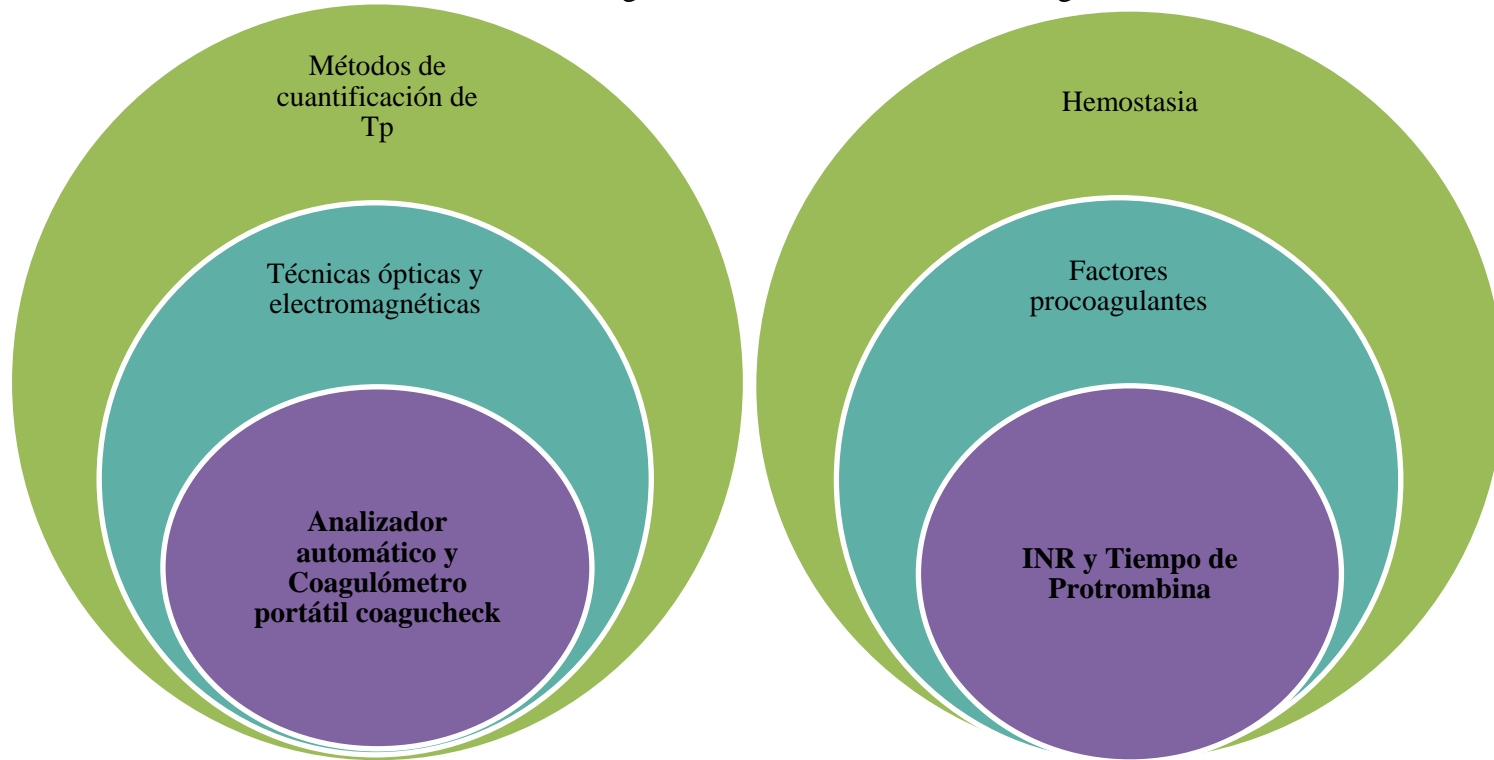 Métodos de
cuantificación de
Tp
Técnicas ópticas y
electromagnéticas
Analizador
automático y
Coagulómetro
portátil coagucheck
Hemostasia
Factores
procoagulantes
INR y Tiempo de
Protrombina